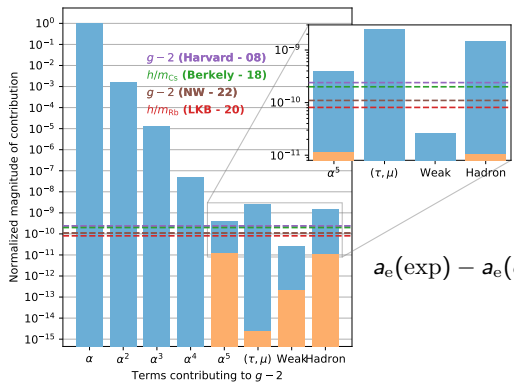 Normalized magnitude of contribution
10⁰
10⁻¹
10⁻²
10⁻³
10⁻⁴
10⁻⁵
10⁻⁶
10⁻⁷
10⁻⁸
10⁻⁹
10⁻¹⁰
10⁻¹¹
10⁻¹²
10⁻¹³
10⁻¹⁴
10⁻¹⁵
g − 2 (Harvard - 08)
h/m_Cs (Berkely - 18)
g − 2 (NW - 22)
h/m_Rb (LKB - 20)
10⁻⁹
10⁻¹⁰
10⁻¹¹
α⁵ (τ, μ) Weak Hadron
a_e(exp) − a_e(
α α² α³ α⁴ α⁵ (τ, μ) Weak Hadron
Terms contributing to g − 2